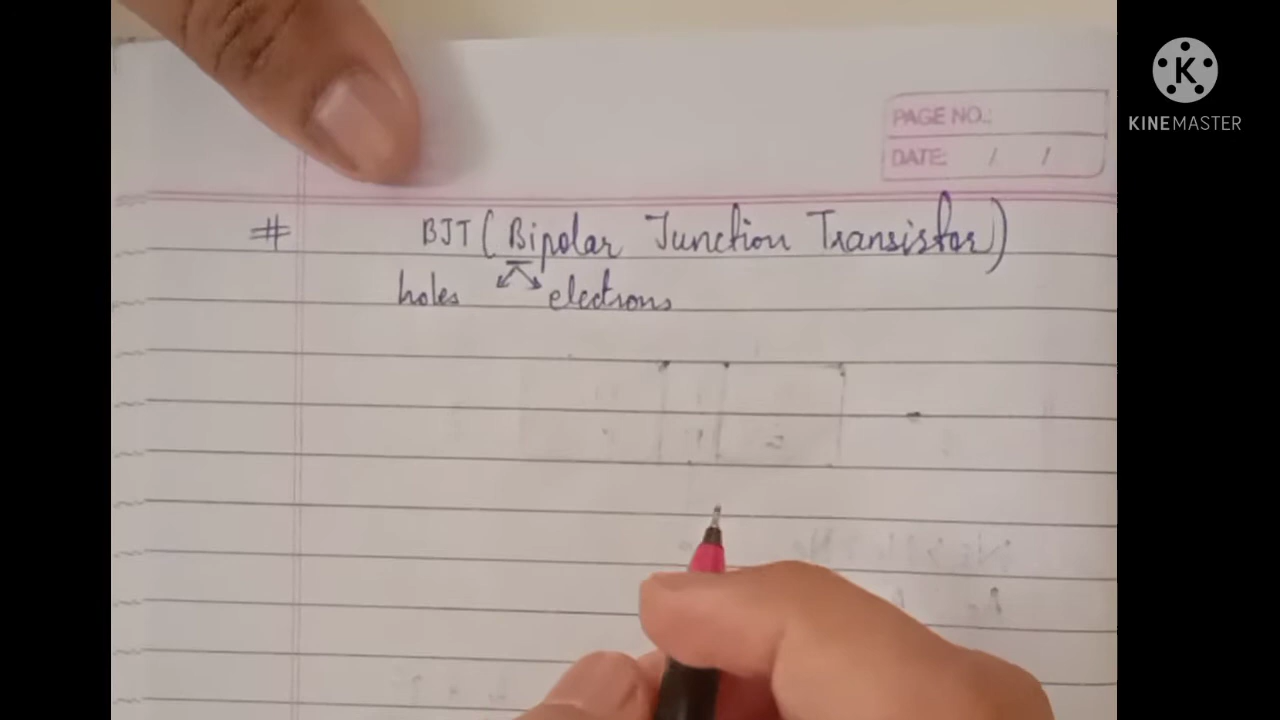 PAGE NO.:
DATE: / /
# BJT (Bipolar Junction Transistor)
holes electrons
K
KINEMASTER